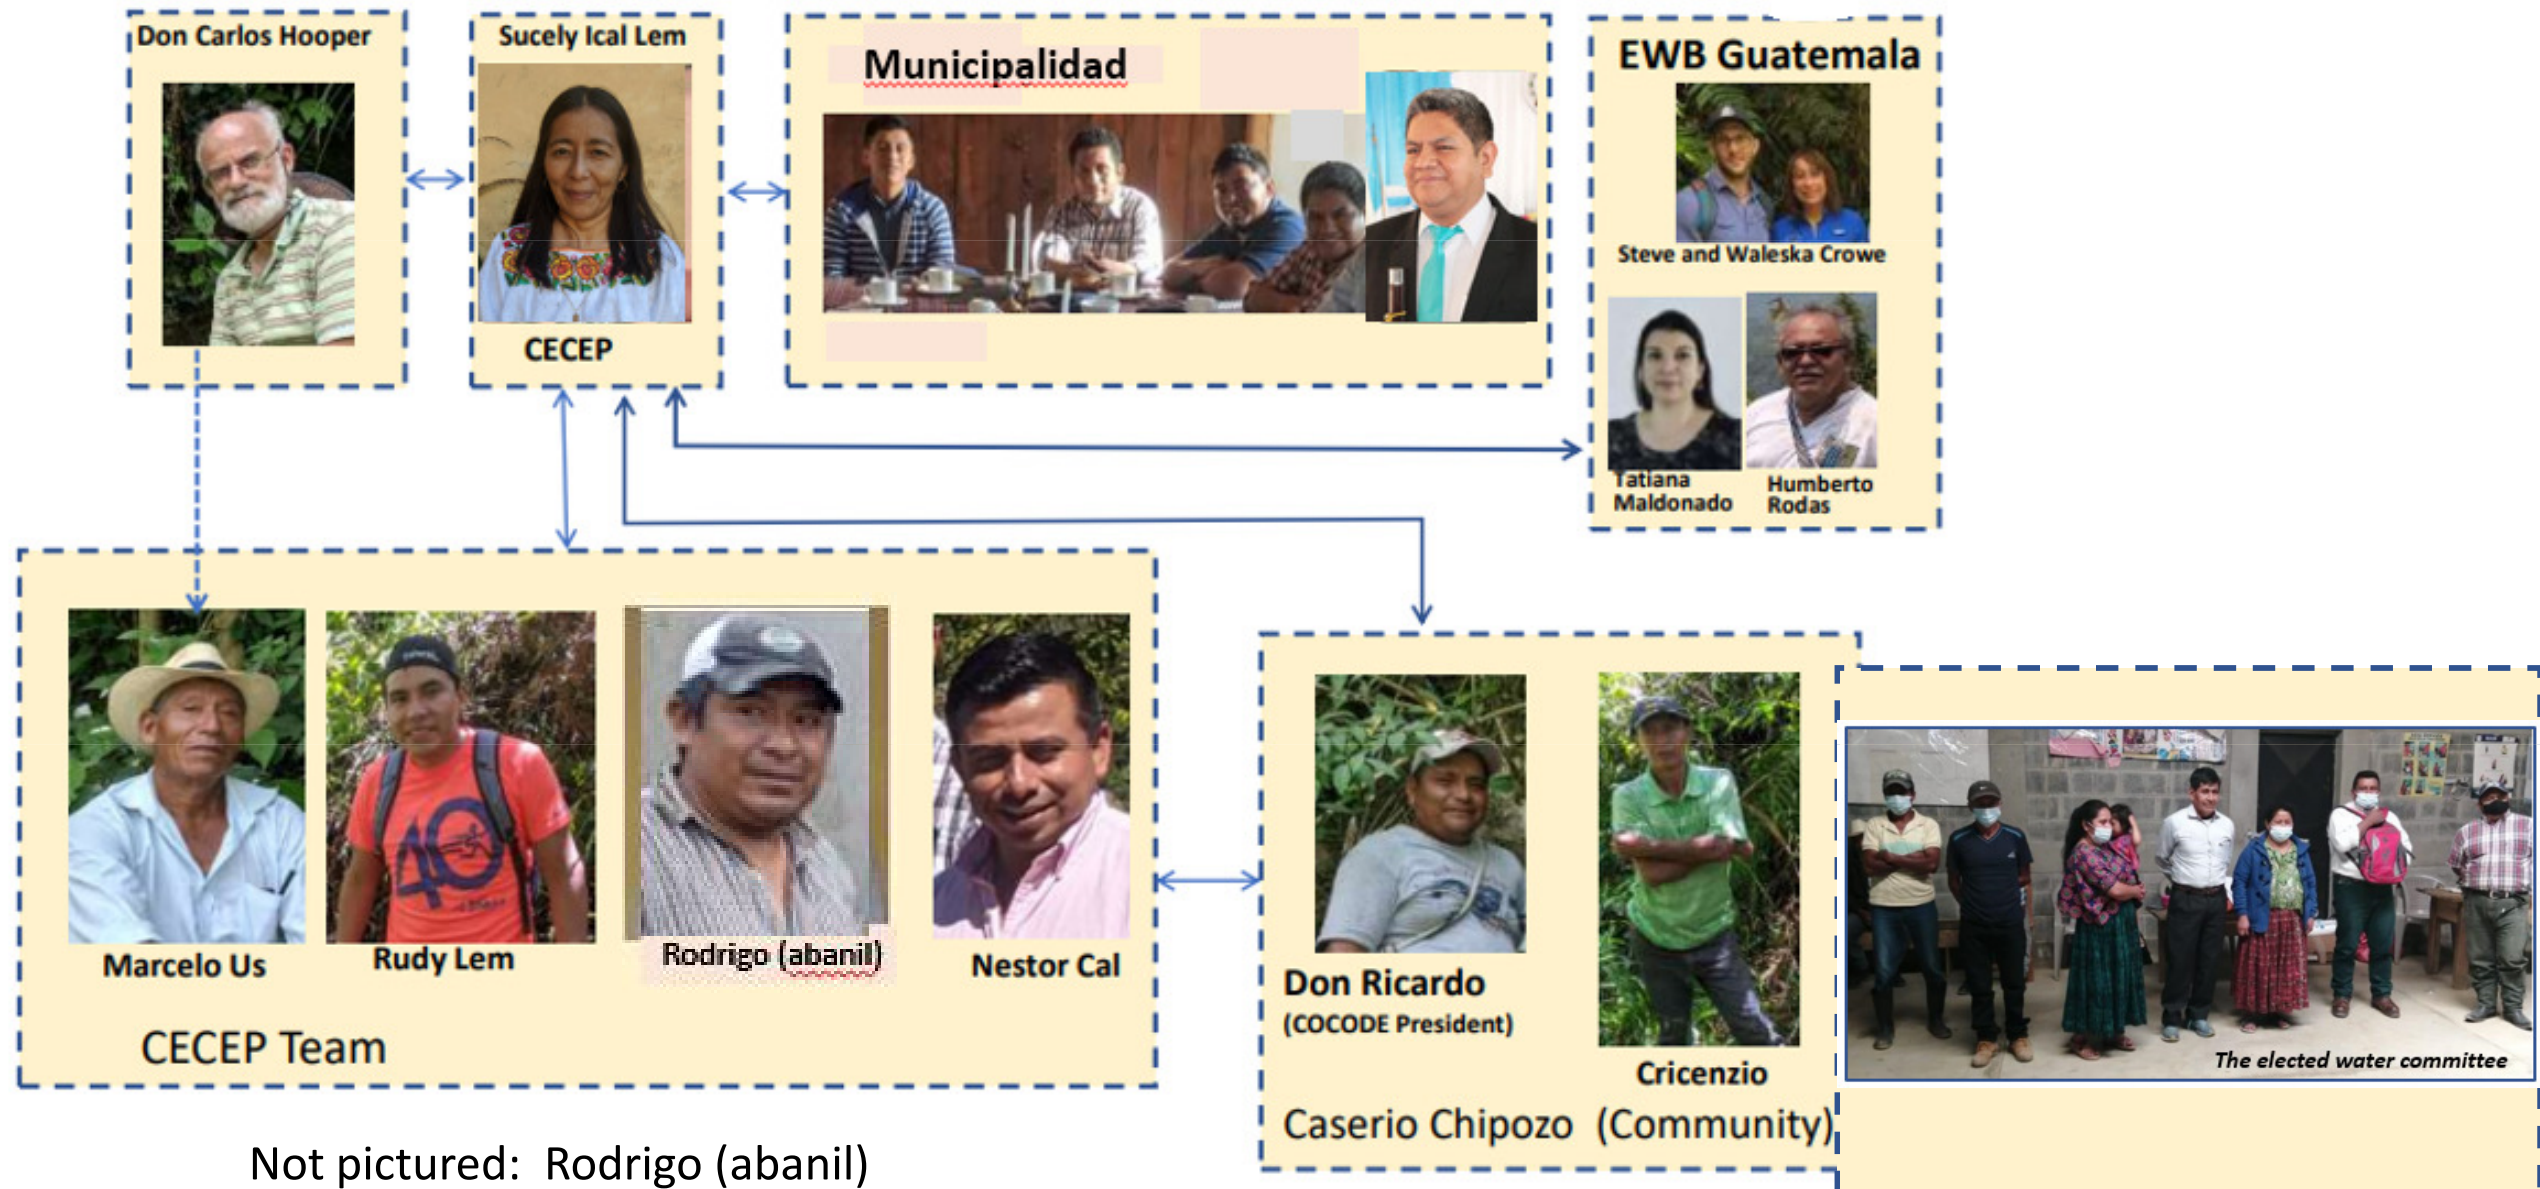 Don Carlos Hooper
Sucely Ical Lem
CECEP
Municipalidad
EWB Guatemala
Steve and Waleska Crowe
Tatiana
Maldonado
Humberto
Rodas
40
Marcelo Us
Rudy Lem
Rodrigo (abanil)
Nestor Cal
CECEP Team
Don Ricardo
(COCODE President)
Cricenzio
Caserio Chipozo (Community)
The elected water committee
Not pictured: Rodrigo (abanil)